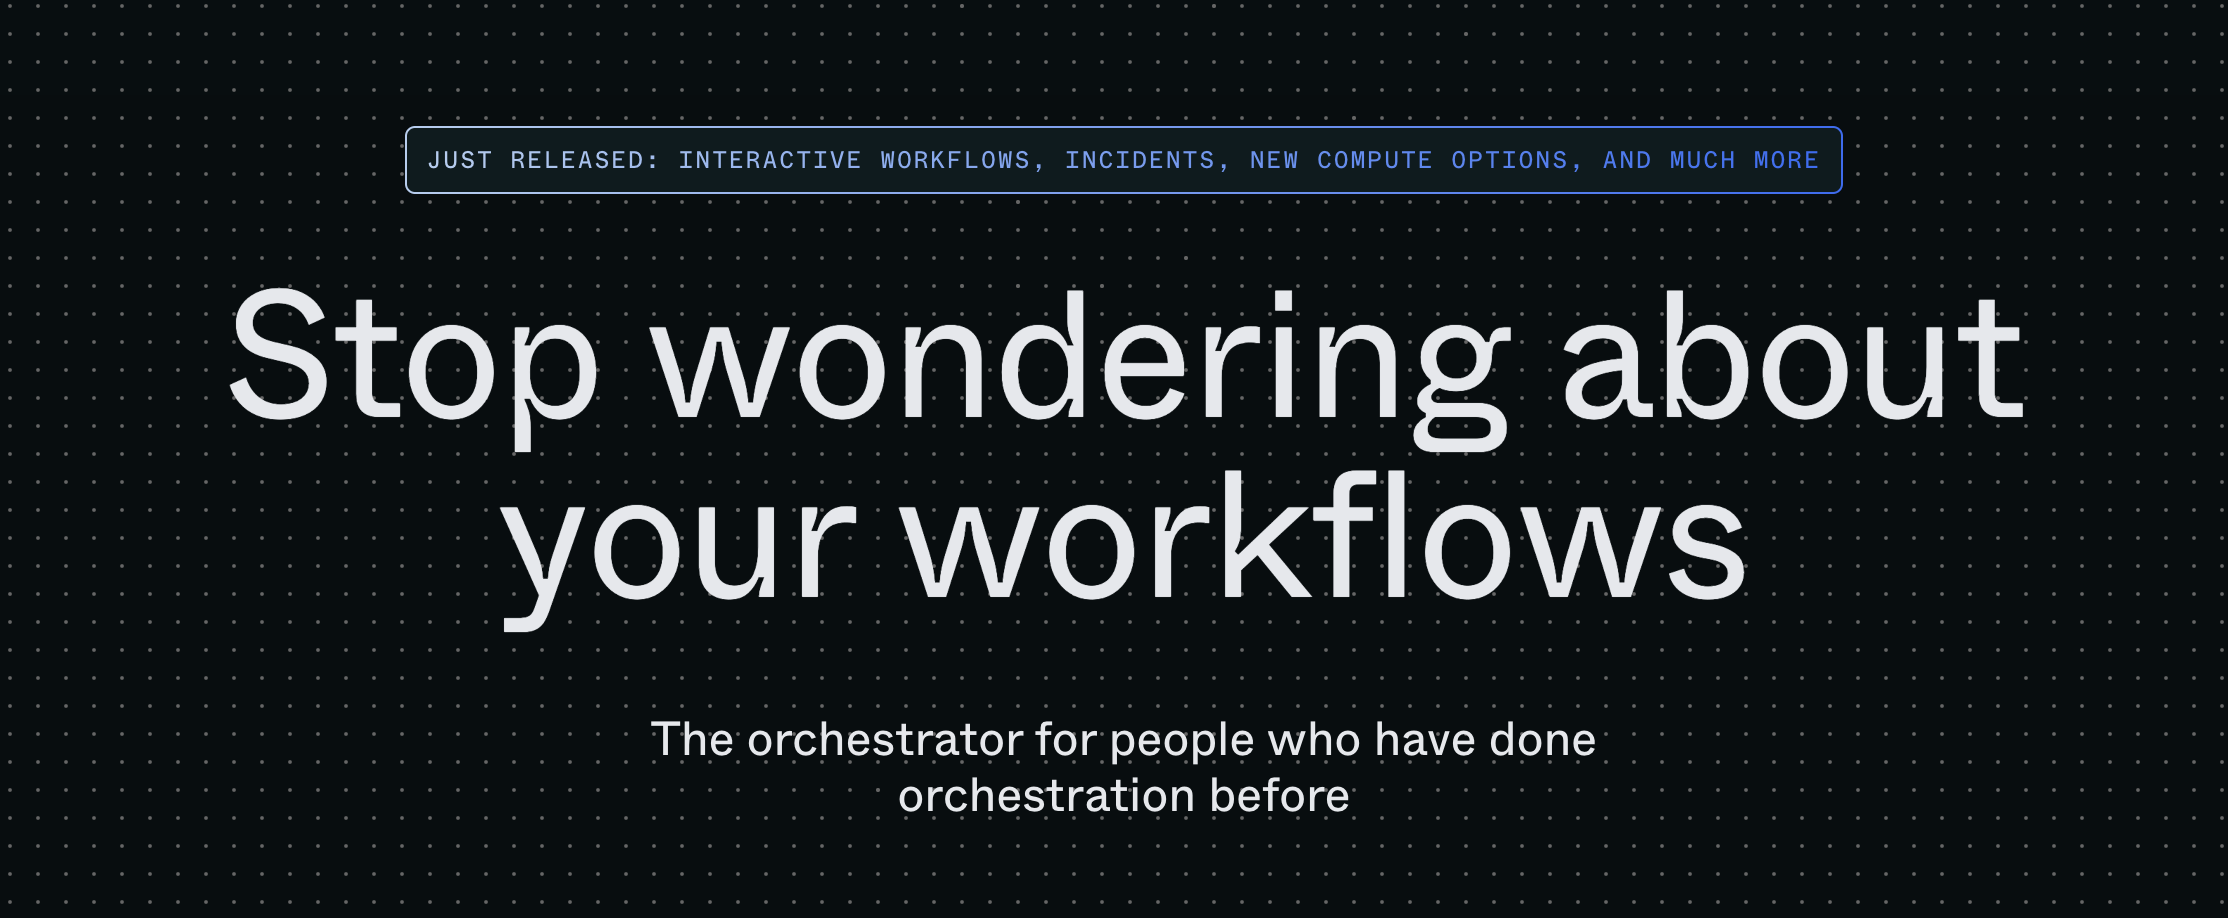 JUST RELEASED: INTERACTIVE WORKFLOWS, INCIDENTS, NEW COMPUTE OPTIONS, AND MUCH MORE
Stop wondering about
your workflows
The orchestrator for people who have done
orchestration before